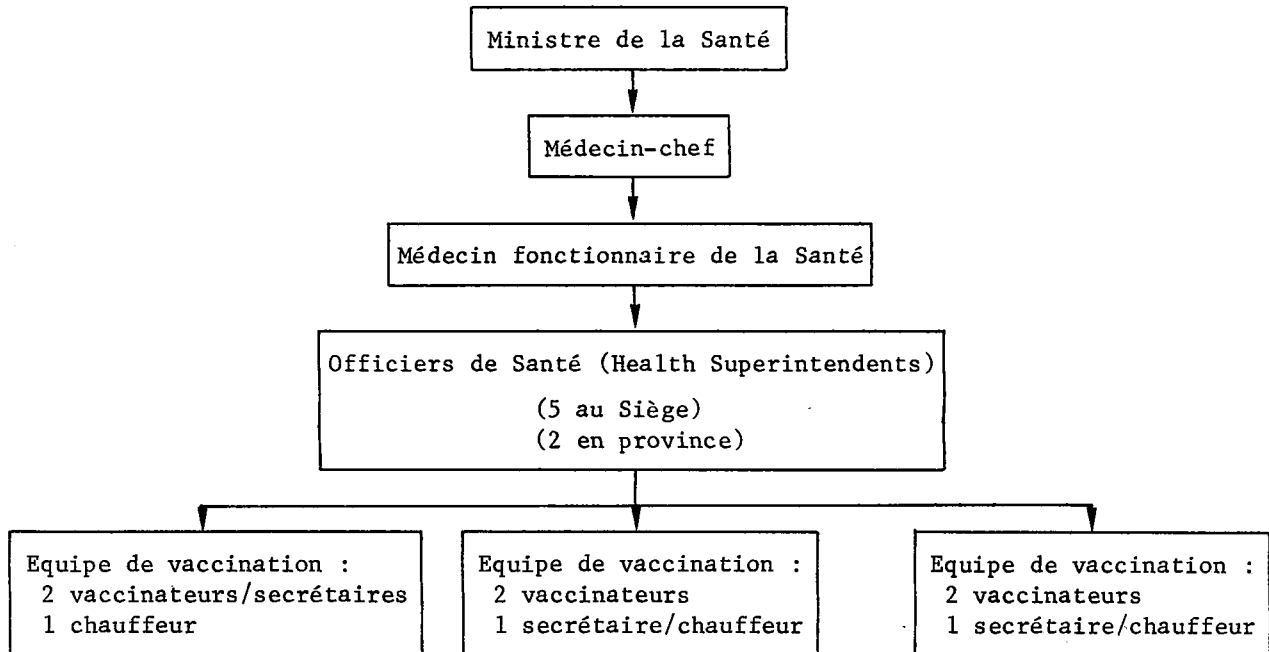 Ministre de la Santé
Médecin-chef
Médecin fonctionnaire de la Santé
Officiers de Santé (Health Superintendents)
(5 au Siège)
(2 en province)
Equipe de vaccination :
2 vaccinateurs/secrétaires
1 chauffeur
Equipe de vaccination :
2 vaccinateurs
1 secrétaire/chauffeur
Equipe de vaccination :
2 vaccinateurs
1 secrétaire/chauffeur